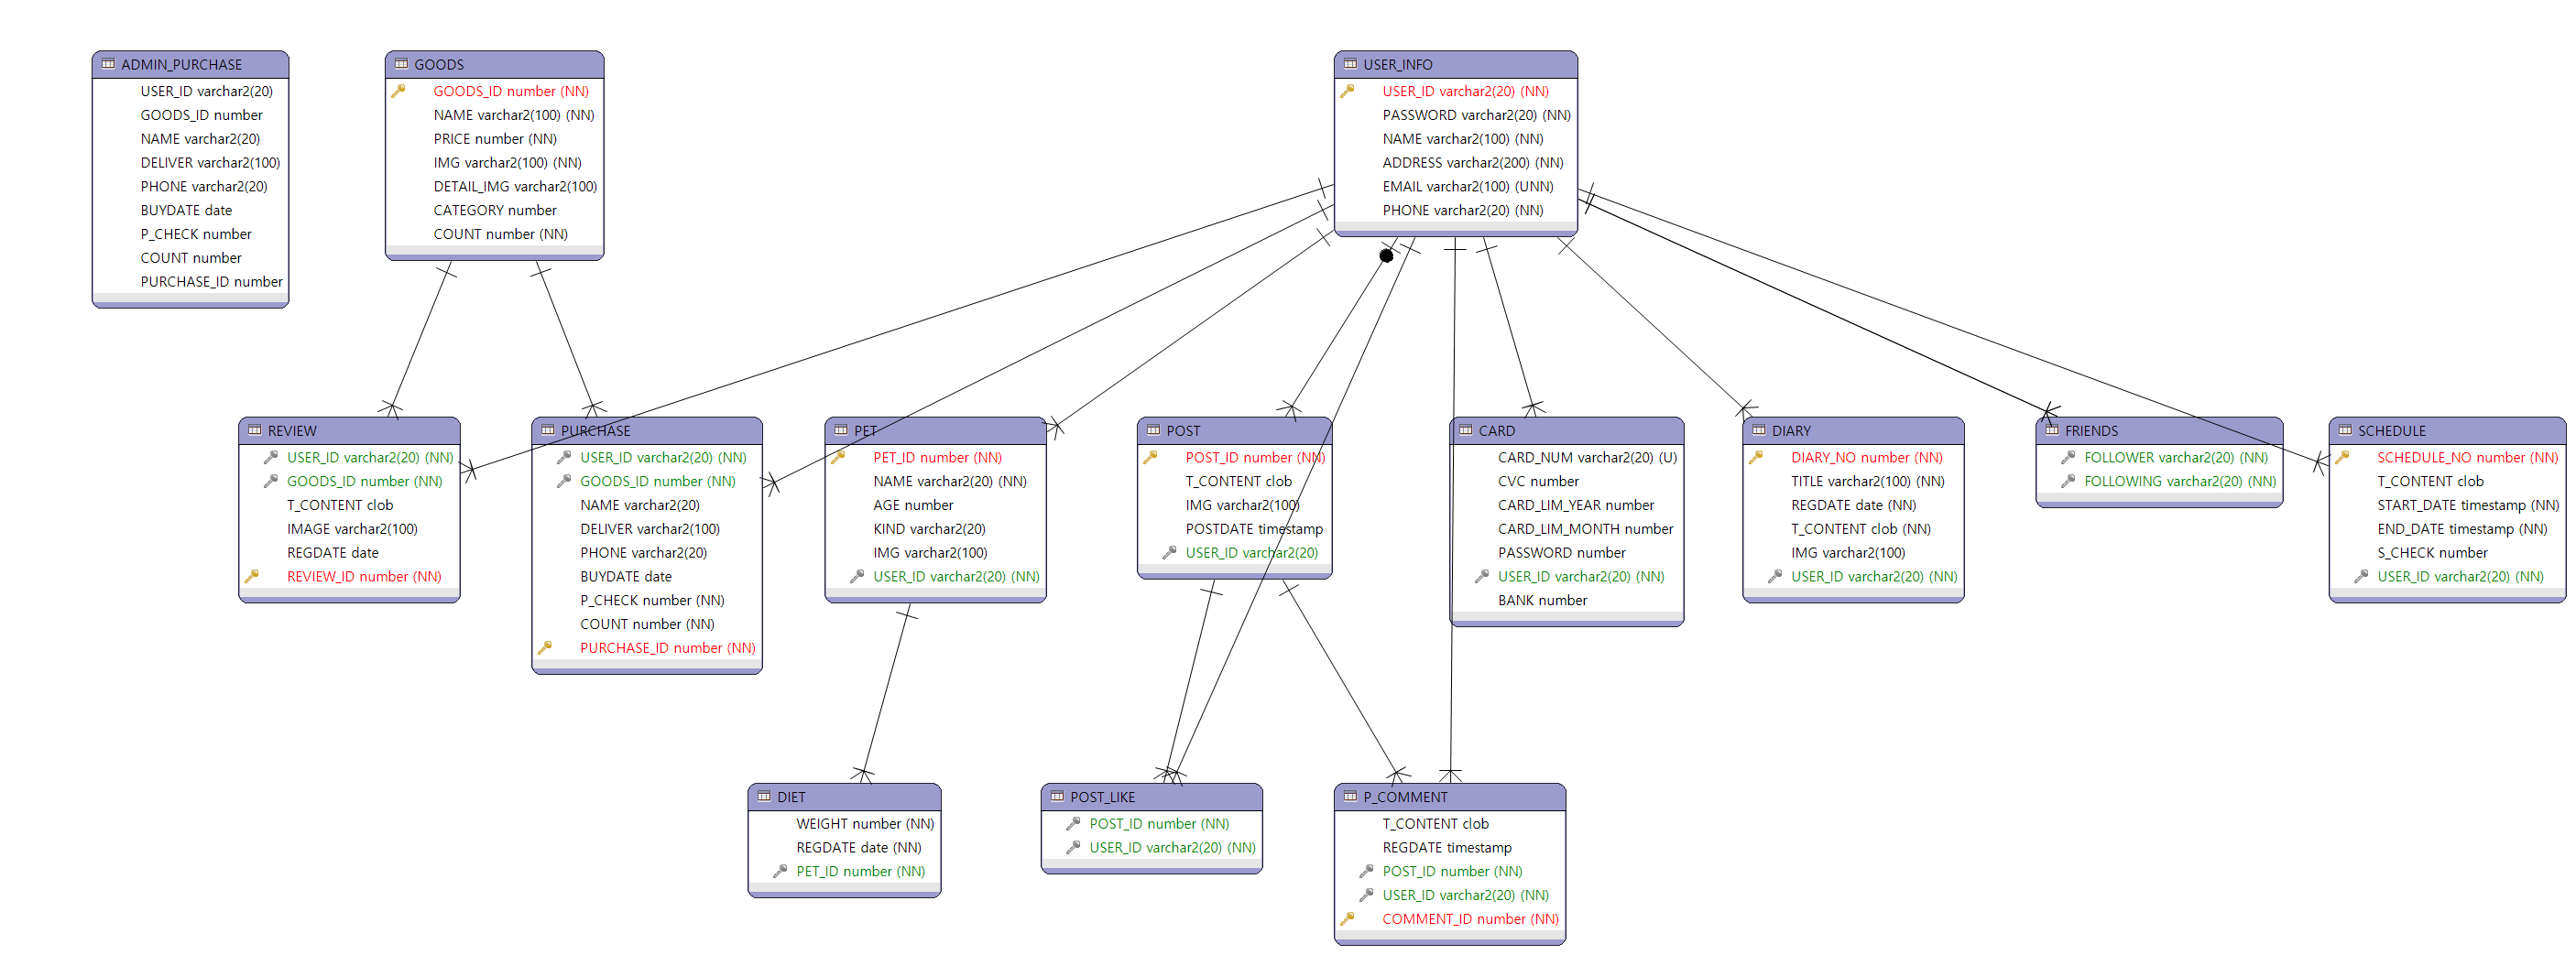 ADMIN_PURCHASE
USER_ID varchar2(20)
GOODS_ID number
NAME varchar2(20)
DELIVER varchar2(100)
PHONE varchar2(20)
BUYDATE date
P_CHECK number
COUNT number
PURCHASE_ID number
GOODS
GOODS_ID number (NN)
NAME varchar2(100) (NN)
PRICE number (NN)
IMG varchar2(100) (NN)
DETAIL_IMG varchar2(100)
CATEGORY number
COUNT number (NN)
USER_INFO
USER_ID varchar2(20) (NN)
PASSWORD varchar2(20) (NN)
NAME varchar2(100) (NN)
ADDRESS varchar2(200) (NN)
EMAIL varchar2(100) (UNN)
PHONE varchar2(20) (NN)
REVIEW
USER_ID varchar2(20) (NN)
GOODS_ID number (NN)
T_CONTENT clob
IMAGE varchar2(100)
REGDATE date
REVIEW_ID number (NN)
PURCHASE
USER_ID varchar2(20) (NN)
GOODS_ID number (NN)
NAME varchar2(20)
DELIVER varchar2(100)
PHONE varchar2(20)
BUYDATE date
P_CHECK number (NN)
COUNT number (NN)
PURCHASE_ID number (NN)
PET
PET_ID number (NN)
NAME varchar2(20) (NN)
AGE number
KIND varchar2(20)
IMG varchar2(100)
USER_ID varchar2(20) (NN)
POST
POST_ID number (NN)
T_CONTENT clob
IMG varchar2(100)
POSTDATE timestamp
USER_ID varchar2(20)
CARD
CARD_NUM varchar2(20) (U)
CVC number
CARD_LIM_YEAR number
CARD_LIM_MONTH number
PASSWORD number
USER_ID varchar2(20) (NN)
BANK number
DIARY
DIARY_NO number (NN)
TITLE varchar2(100) (NN)
REGDATE date (NN)
T_CONTENT clob (NN)
IMG varchar2(100)
USER_ID varchar2(20) (NN)
FRIENDS
FOLLOWER varchar2(20) (NN)
FOLLOWING varchar2(20) (NN)
SCHEDULE
SCHEDULE_NO number (NN)
T_CONTENT clob
START_DATE timestamp (NN)
END_DATE timestamp (NN)
S_CHECK number
USER_ID varchar2(20) (NN)
DIET
WEIGHT number (NN)
REGDATE date (NN)
PET_ID number (NN)
POST_LIKE
POST_ID number (NN)
USER_ID varchar2(20) (NN)
P_COMMENT
T_CONTENT clob
REGDATE timestamp
POST_ID number (NN)
USER_ID varchar2(20) (NN)
COMMENT_ID number (NN)